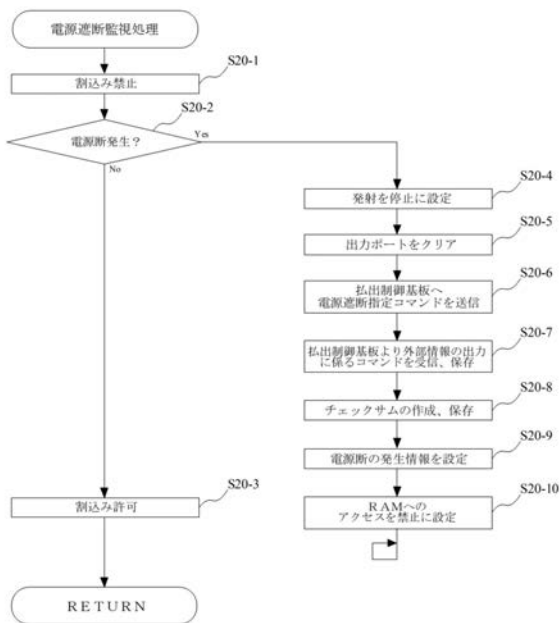 電源遮断監視処理
S20-1
割込み禁止
S20-2
電源断発生？
Yes
No
S20-4
発射を停止に設定
S20-5
出力ポートをクリア
S20-6
払出制御基板へ
電源遮断指定コマンドを送信
S20-7
払出制御基板より外部情報の出力
に係るコマンドを受信、保存
S20-8
チェックサムの作成、保存
S20-9
電源断の発生情報を設定
S20-10
RAMへの
アクセスを禁止に設定
S20-3
割込み許可
RETURN